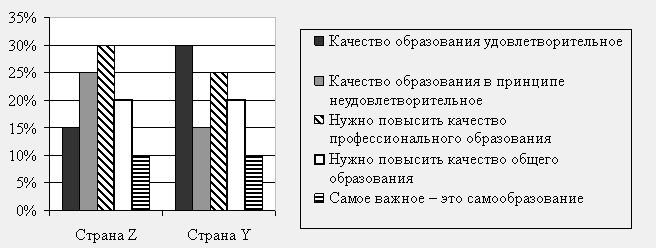 35%
30%
25%
20%
15%
10%
5%
0%
Страна Z
Страна Y
Качество образования удовлетворительное
Качество образования в принципе
неудовлетворительное
Нужно повысить качество
профессионального образования
Нужно повысить качество общего
образования
Самое важное – это самообразование